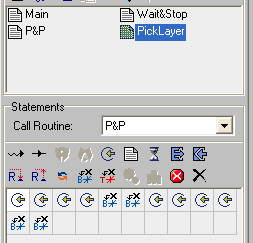 Main Wait&Stop
P&P PickLayer
Statements
Call Routine: P&P